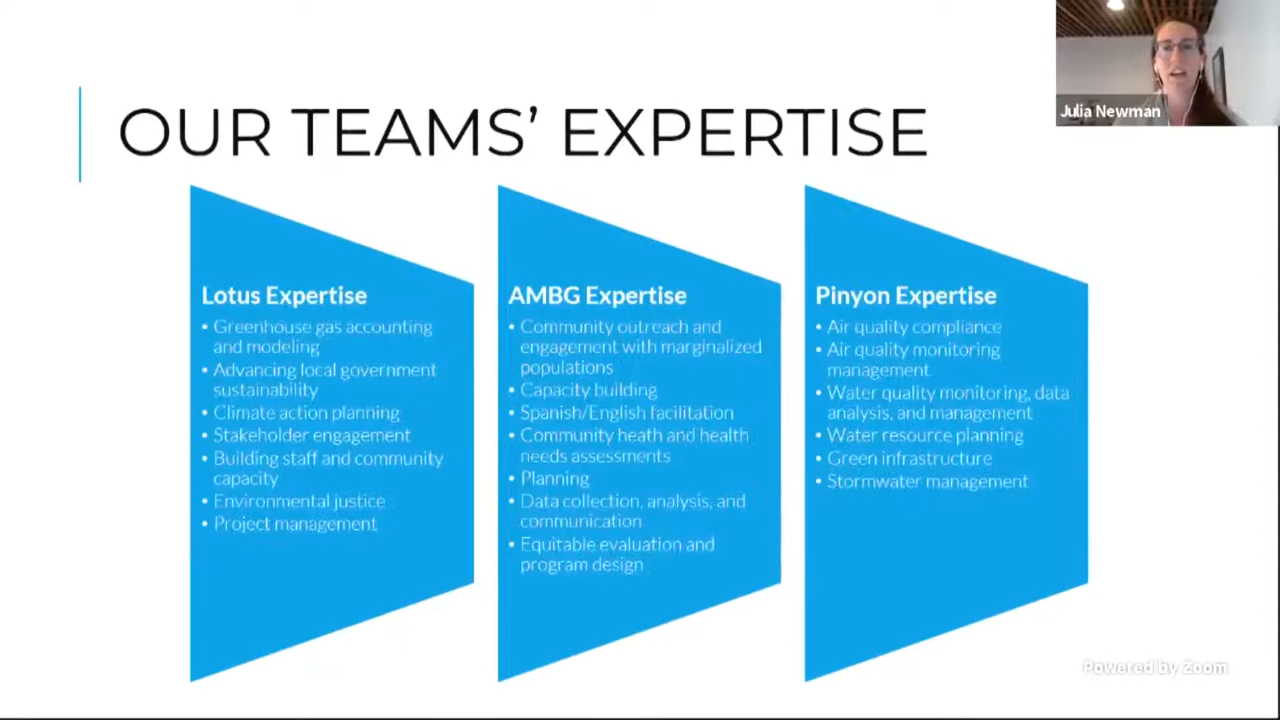 Julia Newman
OUR TEAMS’ EXPERTISE
Lotus Expertise
• Greenhouse gas accounting
and modeling
• Advancing local government
sustainability
• Climate action planning
• Stakeholder engagement
• Building staff and community
capacity
• Environmental justice
• Project management
AMBG Expertise
• Community outreach and
engagement with marginalized
populations
• Capacity building
• Spanish/English facilitation
• Community heath and health
needs assessments
• Planning
• Data collection, analysis, and
communication
• Equitable evaluation and
program design
Pinyon Expertise
• Air quality compliance
• Air quality monitoring
management
• Water quality monitoring, data
analysis, and management
• Water resource planning
• Green infrastructure
• Stormwater management
Powered by Zoom